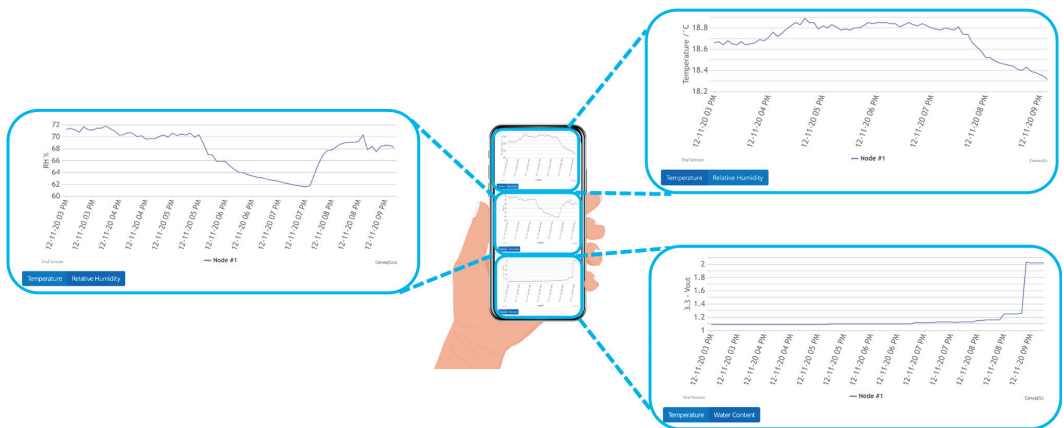 72
70
68
66
64
62
60
RH %
12-11-20 03 PM
12-11-20 03 PM
12-11-20 04 PM
12-11-20 04 PM
12-11-20 05 PM
12-11-20 05 PM
12-11-20 06 PM
12-11-20 06 PM
12-11-20 07 PM
12-11-20 07 PM
12-11-20 08 PM
12-11-20 08 PM
12-11-20 09 PM
Trial Version
Node #1
Temperature Relative Humidity
18.8
18.6
18.4
18.2
Temperature / °C
12-11-20 03 PM
12-11-20 04 PM
12-11-20 05 PM
12-11-20 06 PM
12-11-20 07 PM
12-11-20 08 PM
12-11-20 09 PM
Trial Version
Node #1
Temperature Relative Humidity
2
1.8
1.6
1.4
1.2
1
3.3 - Vout
12-11-20 03 PM
12-11-20 03 PM
12-11-20 04 PM
12-11-20 04 PM
12-11-20 05 PM
12-11-20 05 PM
12-11-20 06 PM
12-11-20 06 PM
12-11-20 07 PM
12-11-20 07 PM
12-11-20 08 PM
12-11-20 08 PM
12-11-20 09 PM
Trial Version
Node #1
Temperature Water Content